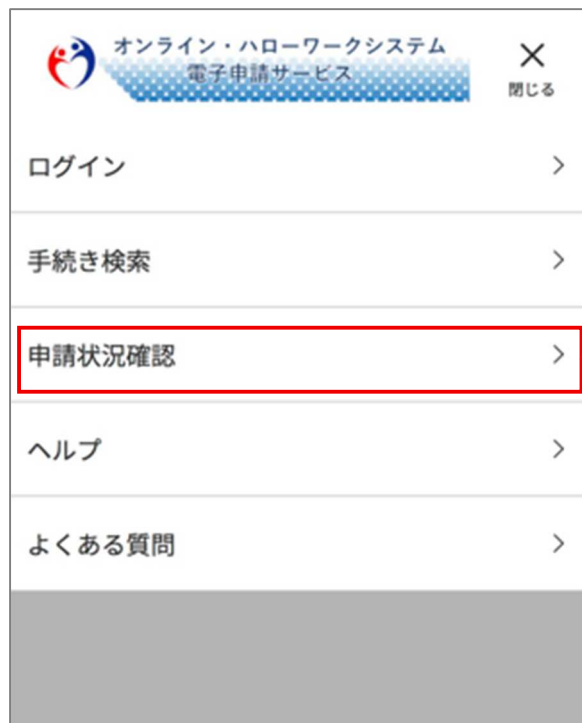 オンライン・ハローワークシステム
電子申請サービス
閉じる
ログイン
手続き検索
申請状況確認
ヘルプ
よくある質問